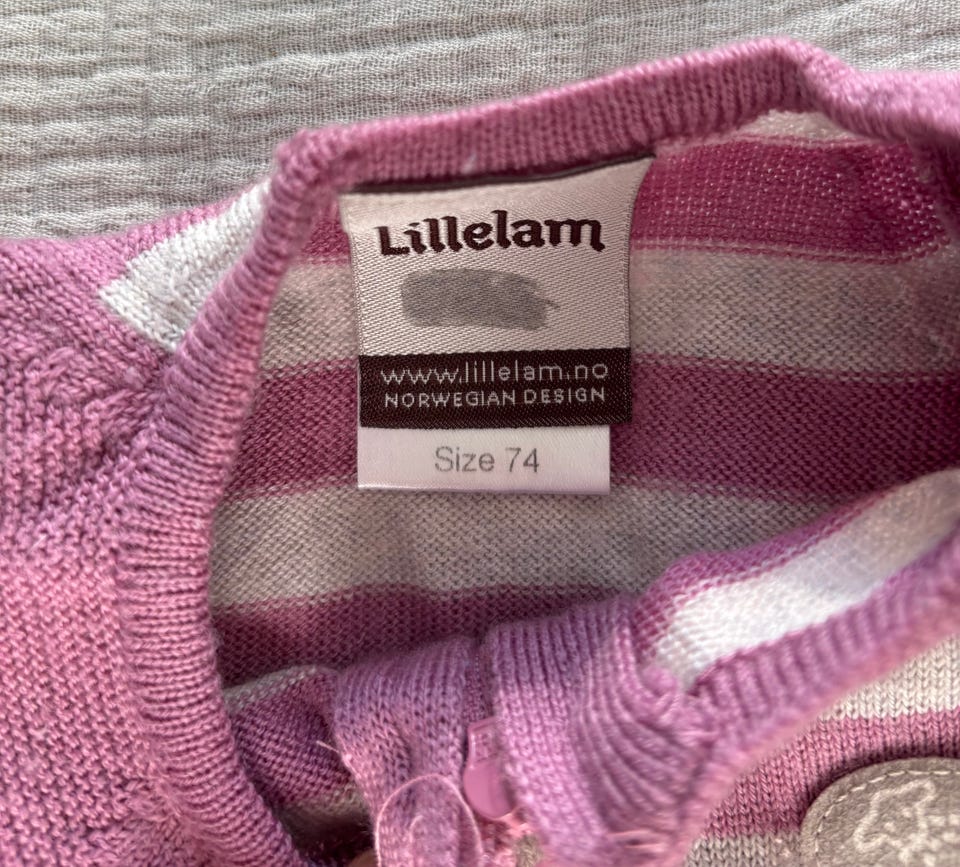 Lillelam
www.lillelam.no
NORWEGIAN DESIGN
Size 74